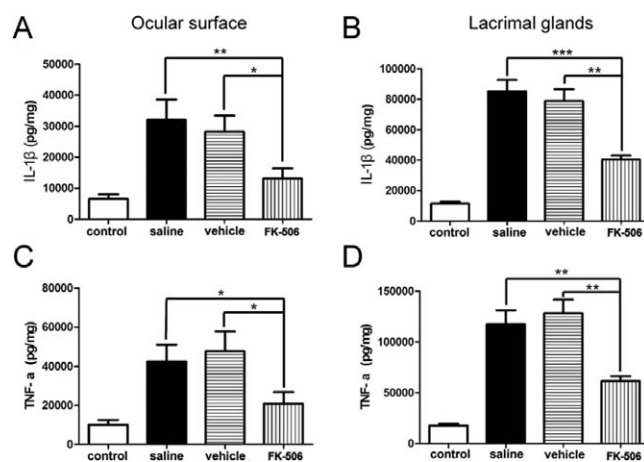 Ocular surface
Lacrimal glands
A
IL-1β (pg/mg)
50000
40000
30000
20000
10000
0
**
*
control saline vehicle FK-506
B
IL-1β (pg/mg)
100000
80000
60000
40000
20000
0
***
**
control saline vehicle FK-506
C
TNF- a (pg/mg)
80000
60000
40000
20000
0
*
*
control saline vehicle FK-506
D
TNF- a (pg/mg)
150000
100000
50000
0
**
**
control saline vehicle FK-506